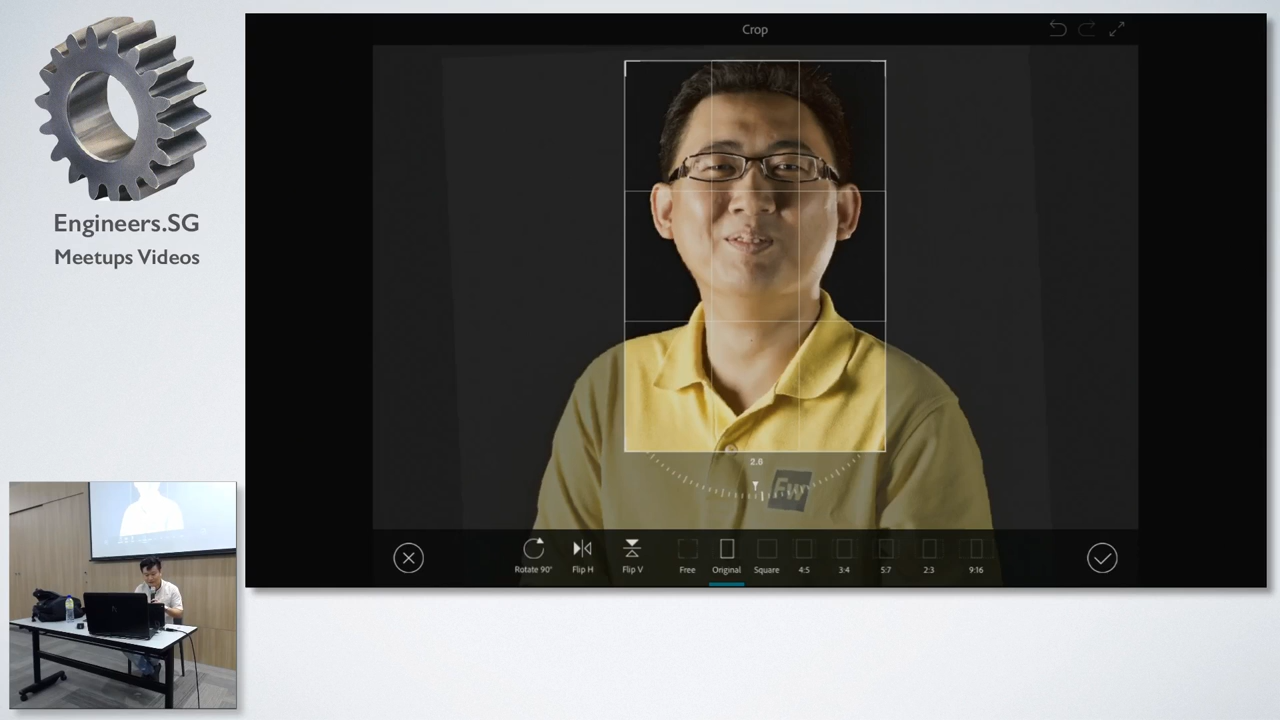 Engineers.SG
Meetups Videos
Crop
2.0
Fw
Rotate 90°
Flip H
Flip V
Free
Original
Square
4:5
3:4
5:7
2:3
9:16